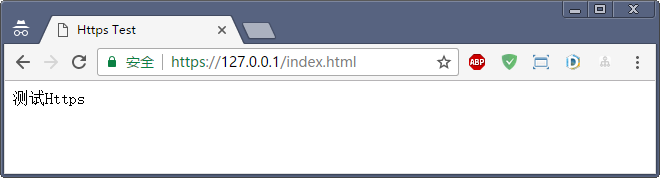 Https Test
安全 https://127.0.0.1/index.html
ABP
D
测试Https